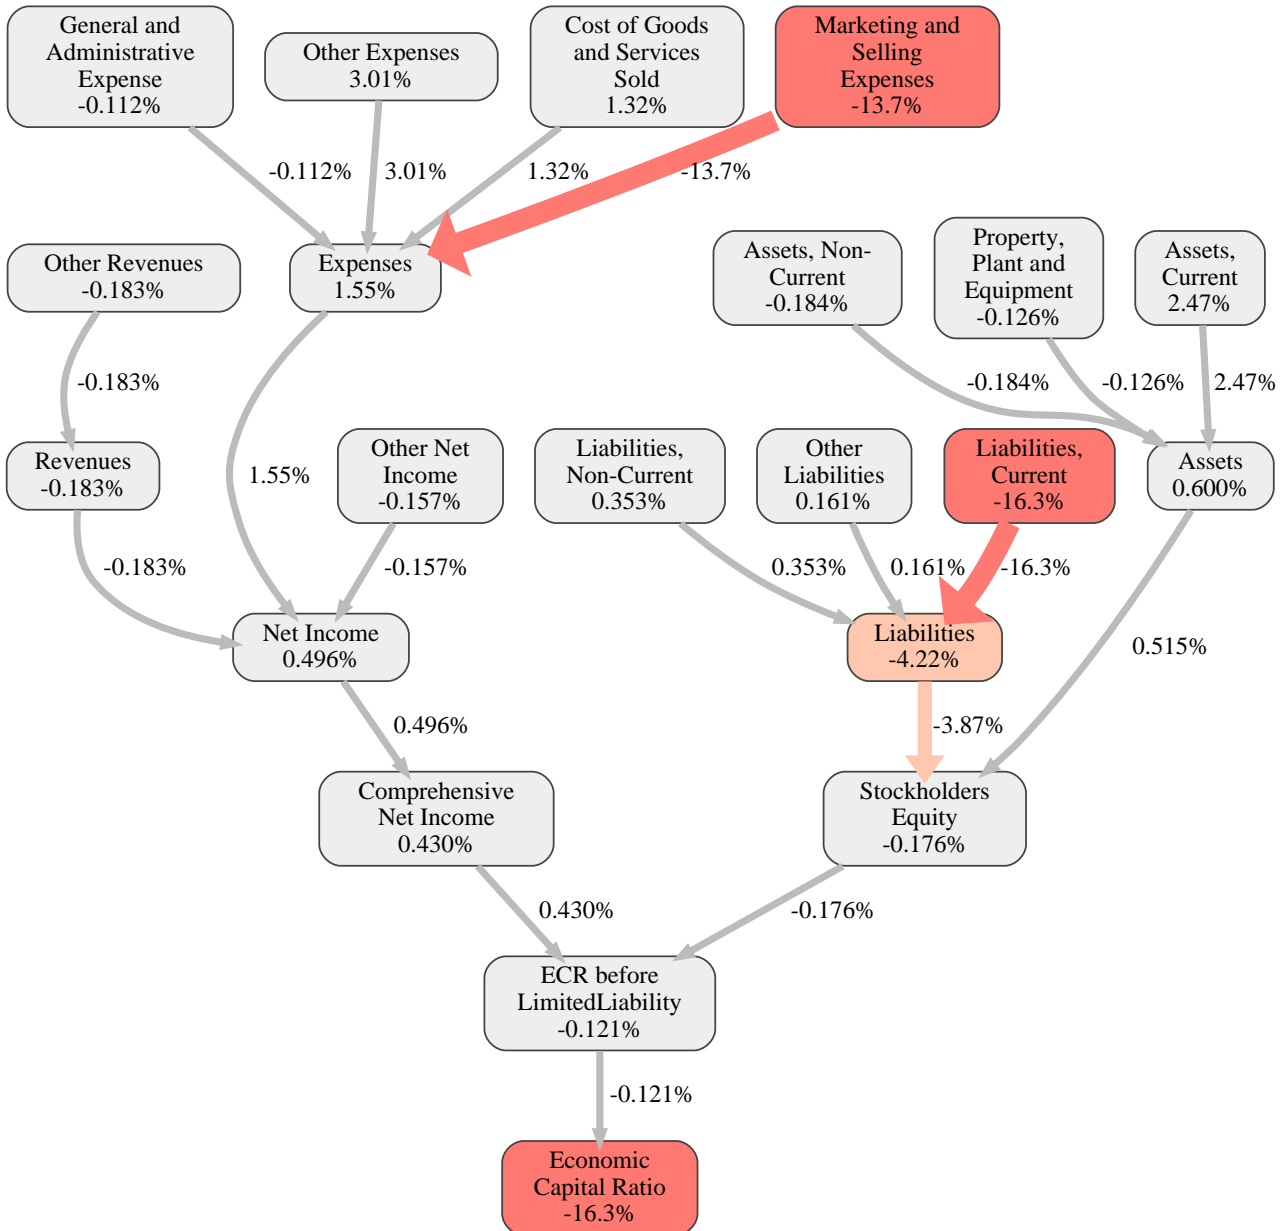 General and
Administrative
Expense
-0.112%
Other Expenses
3.01%
Cost of Goods
and Services
Sold
1.32%
Marketing and
Selling
Expenses
-13.7%
-0.112%
3.01%
1.32%
-13.7%
Other Revenues
-0.183%
Expenses
1.55%
Assets, Non-
Current
-0.184%
Property,
Plant and
Equipment
-0.126%
Assets,
Current
2.47%
-0.183%
-0.184%
-0.126%
2.47%
Revenues
-0.183%
1.55%
Other Net
Income
-0.157%
Liabilities,
Non-Current
0.353%
Other
Liabilities
0.161%
Liabilities,
Current
-16.3%
Assets
0.600%
-0.183%
-0.157%
0.353%
0.161%
-16.3%
Net Income
0.496%
Liabilities
-4.22%
0.515%
0.496%
-3.87%
Comprehensive
Net Income
0.430%
Stockholders
Equity
-0.176%
0.430%
-0.176%
ECR before
LimitedLiability
-0.121%
-0.121%
Economic
Capital Ratio
-16.3%